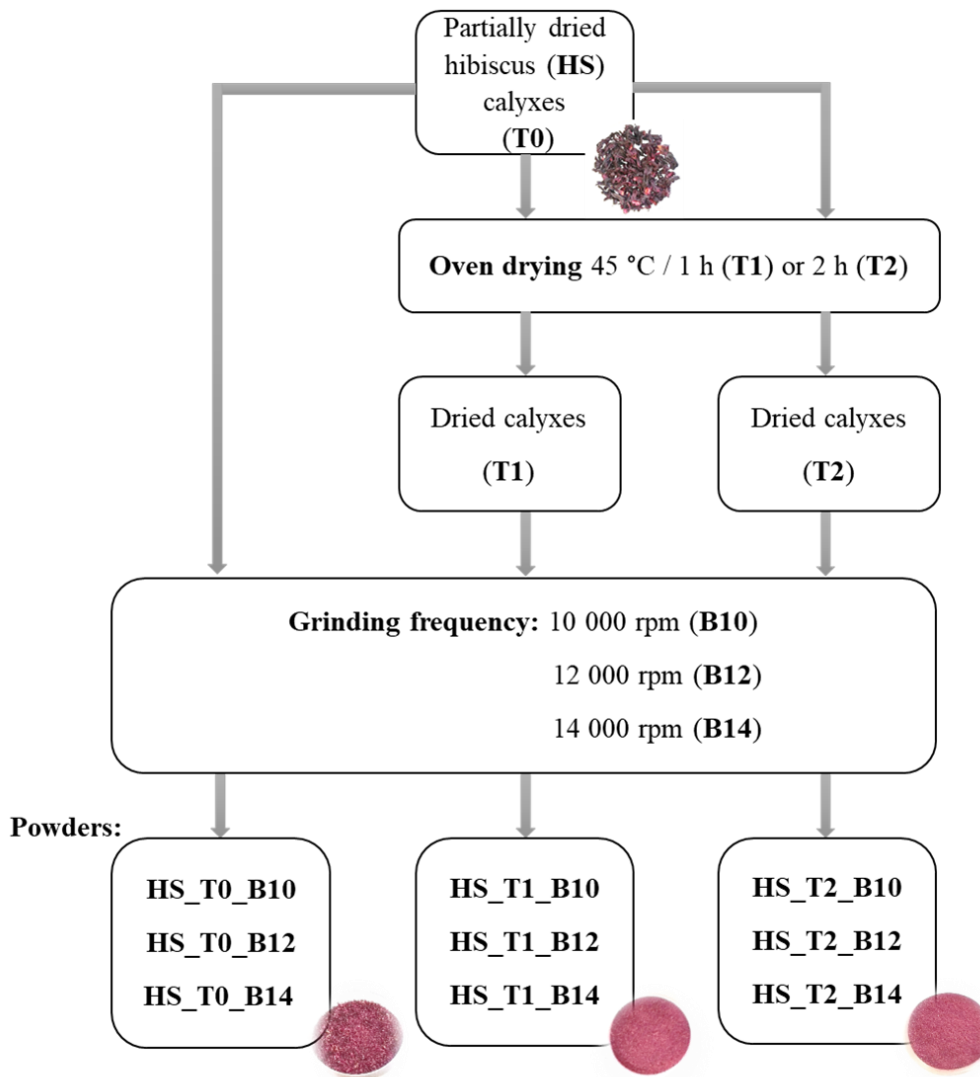 Partially dried
hibiscus (HS)
calyxes
(T0)
Oven drying 45 °C / 1 h (T1) or 2 h (T2)
Dried calyxes
(T1)
Dried calyxes
(T2)
Grinding frequency: 10 000 rpm (B10)
12 000 rpm (B12)
14 000 rpm (B14)
Powders:
HS_T0_B10
HS_T0_B12
HS_T0_B14
HS_T1_B10
HS_T1_B12
HS_T1_B14
HS_T2_B10
HS_T2_B12
HS_T2_B14